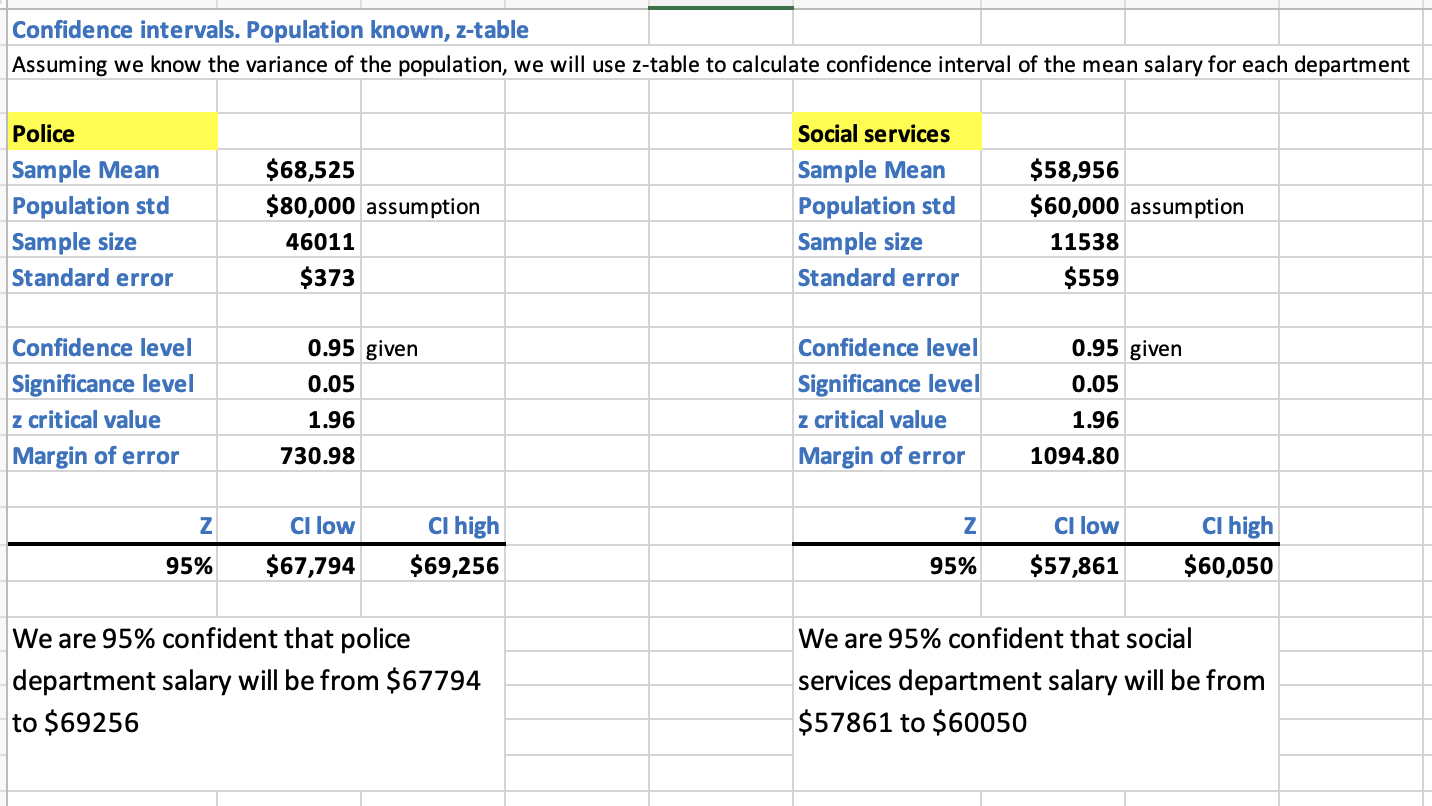 Confidence intervals. Population known, z-table
Assuming we know the variance of the population, we will use z-table to calculate confidence interval of the mean salary for each department
Police
Sample Mean $68,525
Population std $80,000 assumption
Sample size 46011
Standard error $373
Confidence level 0.95 given
Significance level 0.05
z critical value 1.96
Margin of error 730.98
Z CI low CI high
95% $67,794 $69,256
We are 95% confident that police
department salary will be from $67794
to $69256
Social services
Sample Mean $58,956
Population std $60,000 assumption
Sample size 11538
Standard error $559
Confidence level 0.95 given
Significance level 0.05
z critical value 1.96
Margin of error 1094.80
Z CI low CI high
95% $57,861 $60,050
We are 95% confident that social
services department salary will be from
$57861 to $60050